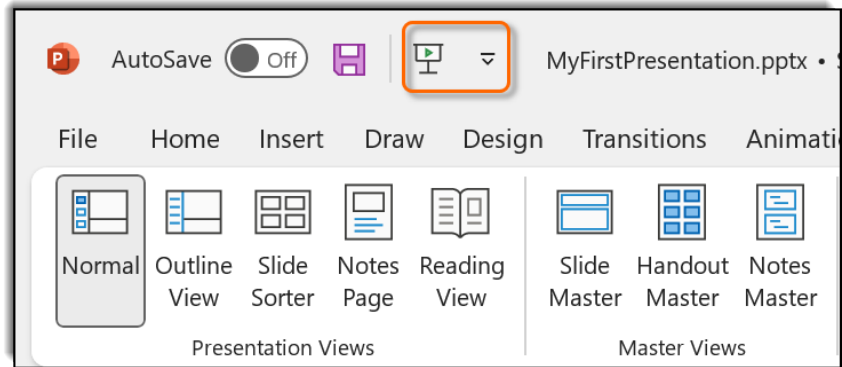 P AutoSave Off MyFirstPresentation.pptx •
File Home Insert Draw Design Transitions Animati
Normal Outline Slide Notes Reading Slide Handout Notes
View Sorter Page View Master Master Master
Presentation Views Master Views